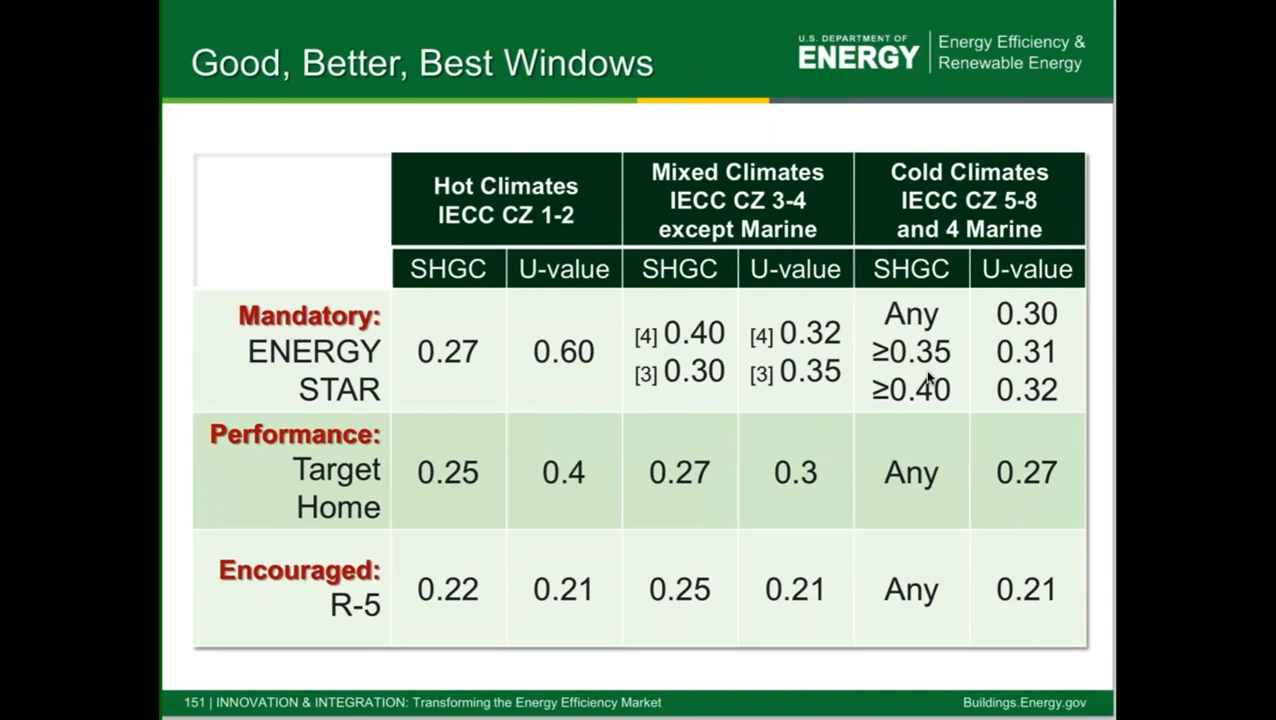 Good, Better, Best Windows
U.S. DEPARTMENT OF
ENERGY
Energy Efficiency &
Renewable Energy
Hot Climates
IECC CZ 1-2
Mixed Climates
IECC CZ 3-4
except Marine
Cold Climates
IECC CZ 5-8
and 4 Marine
SHGC U-value SHGC U-value SHGC U-value
Mandatory:
ENERGY
STAR
0.27 0.60
[4] 0.40 [4] 0.32
[3] 0.30 [3] 0.35
Any 0.30
≥0.35 0.31
≥0.40 0.32
Performance:
Target
Home
0.25 0.4 0.27 0.3 Any 0.27
Encouraged:
R-5
0.22 0.21 0.25 0.21 Any 0.21
151 | INNOVATION & INTEGRATION: Transforming the Energy Efficiency Market
Buildings.Energy.gov